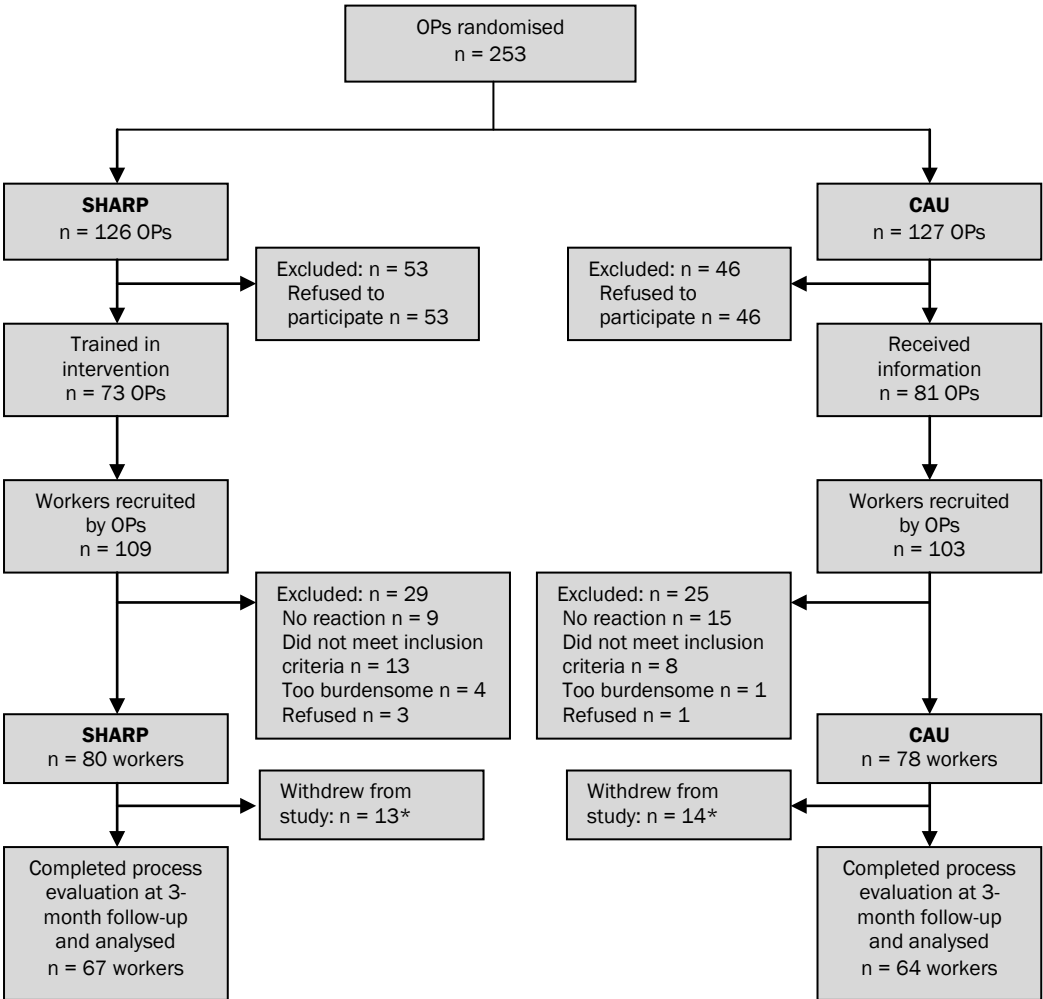 OPs randomised
n = 253
SHARP
n = 126 OPs
CAU
n = 127 OPs
Excluded: n = 53
Refused to
participate n = 53
Excluded: n = 46
Refused to
participate n = 46
Trained in
intervention
n = 73 OPs
Received
information
n = 81 OPs
Workers recruited
by OPs
n = 109
Workers recruited
by OPs
n = 103
Excluded: n = 29
No reaction n = 9
Did not meet inclusion
criteria n = 13
Too burdensome n = 4
Refused n = 3
Excluded: n = 25
No reaction n = 15
Did not meet inclusion
criteria n = 8
Too burdensome n = 1
Refused n = 1
SHARP
n = 80 workers
CAU
n = 78 workers
Withdrew from
study: n = 13*
Withdrew from
study: n = 14*
Completed process
evaluation at 3-
month follow-up
and analysed
n = 67 workers
Completed process
evaluation at 3-
month follow-up
and analysed
n = 64 workers